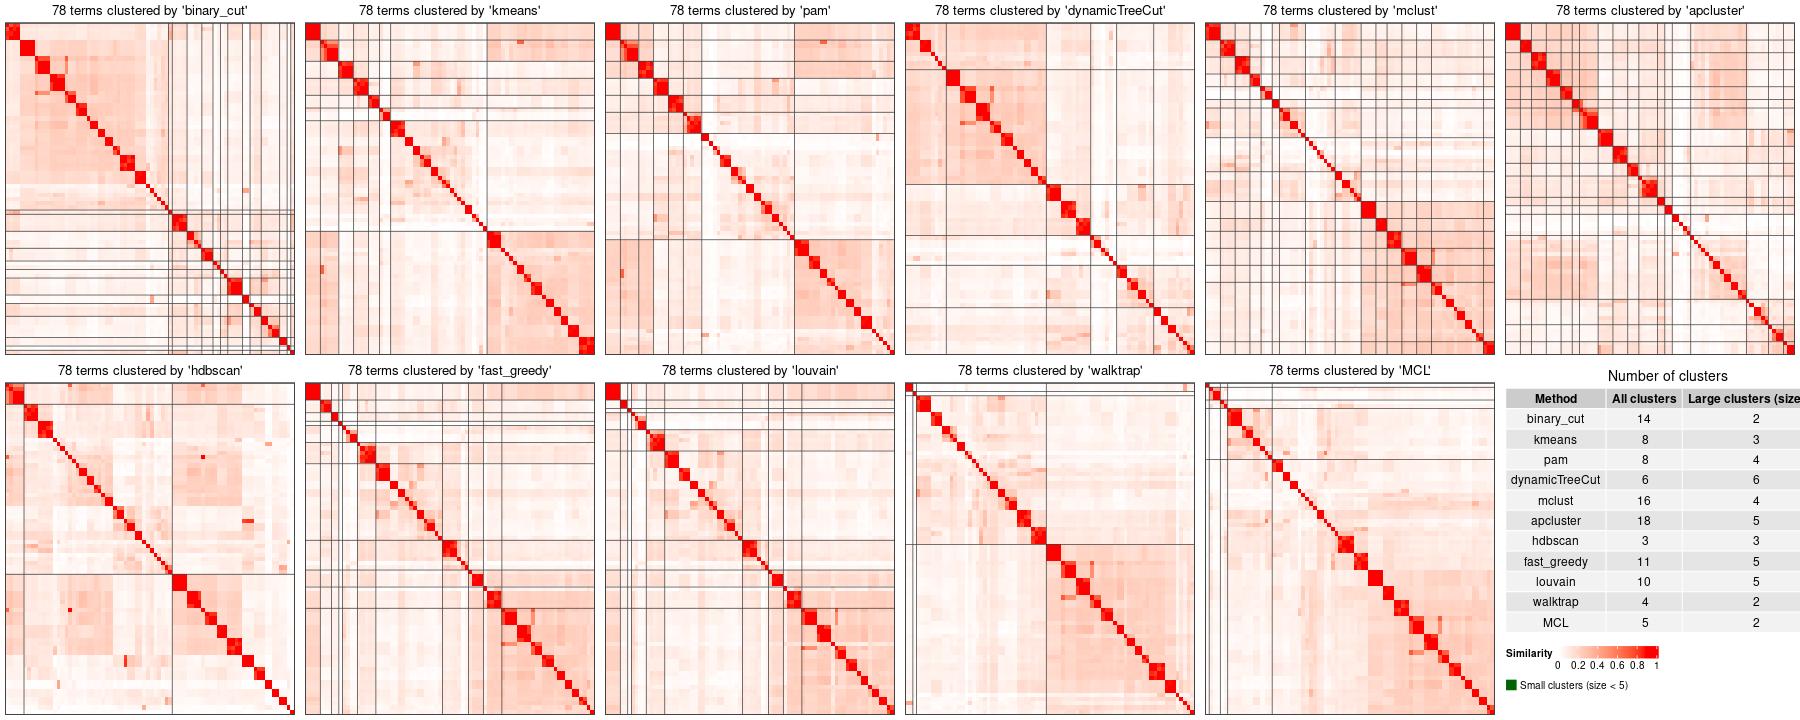 78 terms clustered by 'binary_cut'
78 terms clustered by 'kmeans'
78 terms clustered by 'pam'
78 terms clustered by 'dynamicTreeCut'
78 terms clustered by 'mclust'
78 terms clustered by 'apcluster'
78 terms clustered by 'hdbscan'
78 terms clustered by 'fast_greedy'
78 terms clustered by 'louvain'
78 terms clustered by 'walktrap'
78 terms clustered by 'MCL'
Number of clusters
Method All clusters Large clusters (size
binary_cut 14 2
kmeans 8 3
pam 8 4
dynamicTreeCut 6 6
mclust 16 4
apcluster 18 5
hdbscan 3 3
fast_greedy 11 5
louvain 10 5
walktrap 4 2
MCL 5 2
Similarity
0 0.2 0.4 0.6 0.8 1
Small clusters (size < 5)